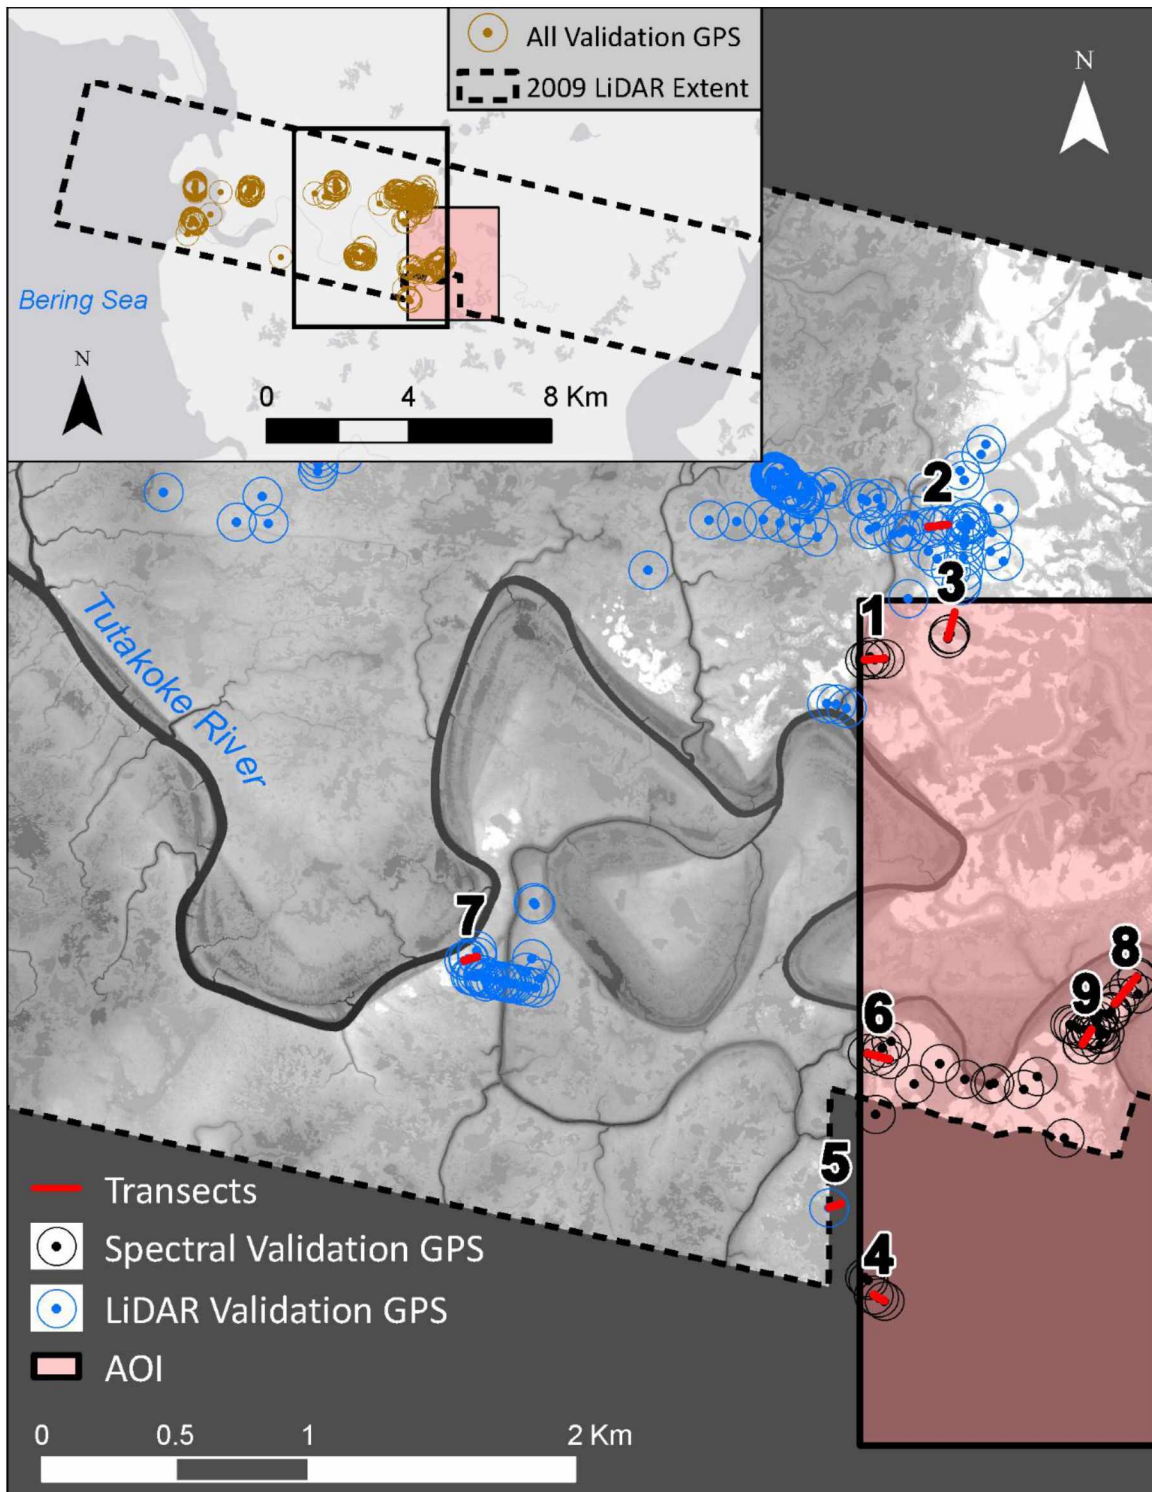 All Validation GPS
2009 LiDAR Extent
N
Bering Sea
N
0 4 8 Km
2
3
1
Tutakoke River
7
8
9
6
5
4
Transects
Spectral Validation GPS
LiDAR Validation GPS
AOI
0 0.5 1 2 Km